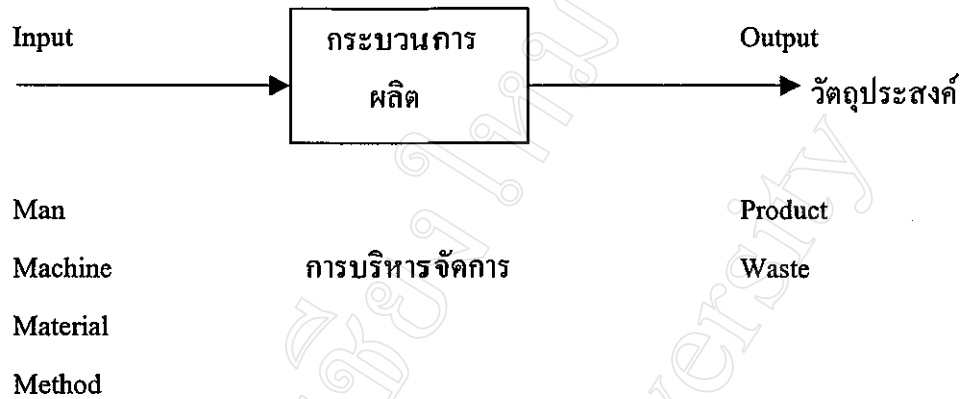 Input กระบวนการ Output
ผลิต วัตถุประสงค์
Man Product
Machine การบริหารจัดการ Waste
Material
Method